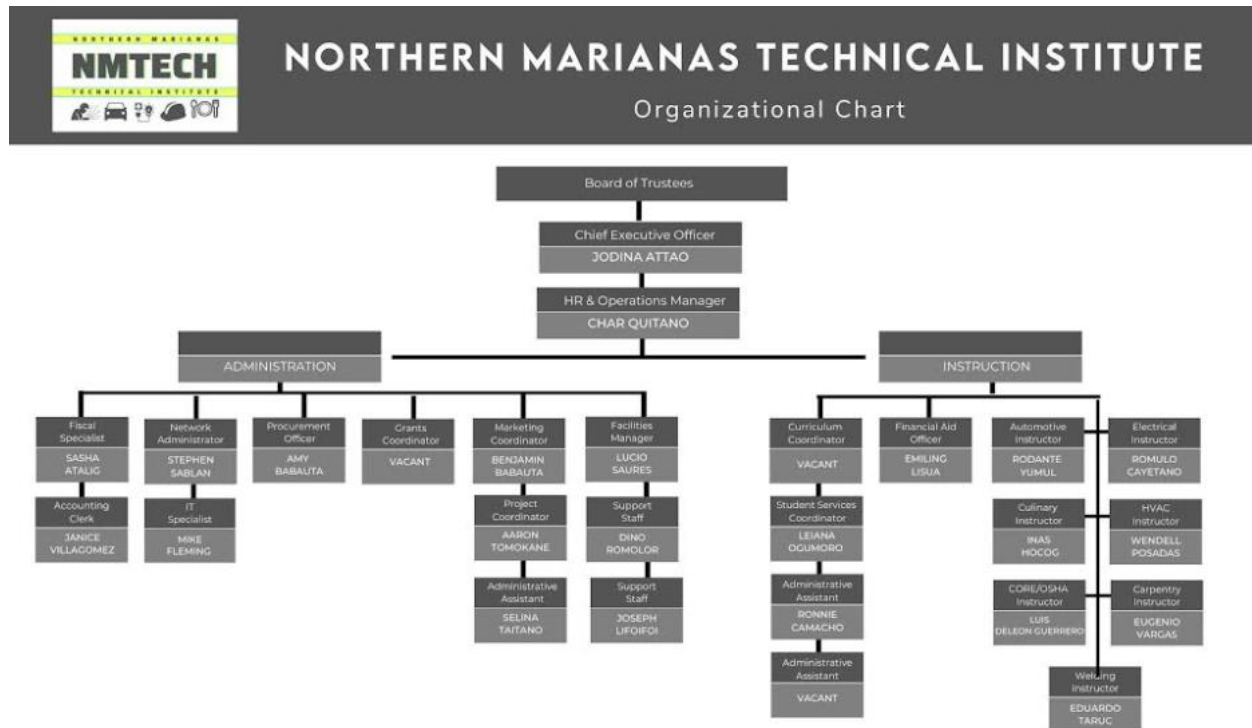 NORTHERN MARIANAS
NMTECH
TECHNICAL INSTITUTE
NORTHERN MARIANAS TECHNICAL INSTITUTE
Organizational Chart
Board of Trustees
Chief Executive Officer
JODINA ATTAO
HR & Operations Manager
CHAR QUITANO
ADMINISTRATION
INSTRUCTION
Fiscal
Specialist
SASHA
ATALIG
Accounting
Clerk
JANICE
VILLAGOMEZ
Network
Administrator
STEPHEN
SABLAN
IT
Specialist
MIKE
FLEMING
Procurement
Officer
AMY
BABAUTA
Grants
Coordinator
VACANT
Marketing
Coordinator
BENJAMIN
BABAUTA
Project
Coordinator
AARON
TOMOKANE
Administrative
Assistant
SELINA
TAITANO
Facilities
Manager
LUCIO
SAURES
Support
Staff
DINO
ROMOLOR
Support
Staff
JOSEPH
LIFOIFOI
Curriculum
Coordinator
VACANT
Student Services
Coordinator
LEIANA
OGUMORO
Administrative
Assistant
RONNIE
CAMACHO
Administrative
Assistant
VACANT
Financial Aid
Officer
EMILING
LISUA
Automotive
Instructor
RODANTE
YUMUL
Electrical
Instructor
ROMULO
CAYETANO
Culinary
Instructor
INAS
HOCOG
HVAC
Instructor
WENDELL
POSADAS
CORE/OSHA
Instructor
LUIS
DELEON GUERRERO
Carpentry
Instructor
EUGENIO
VARGAS
Welding
Instructor
EDUARDO
TARUC